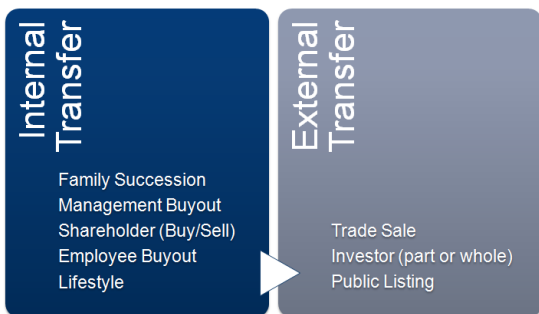 Internal
Transfer
Family Succession
Management Buyout
Shareholder (Buy/Sell)
Employee Buyout
Lifestyle
External
Transfer
Trade Sale
Investor (part or whole)
Public Listing